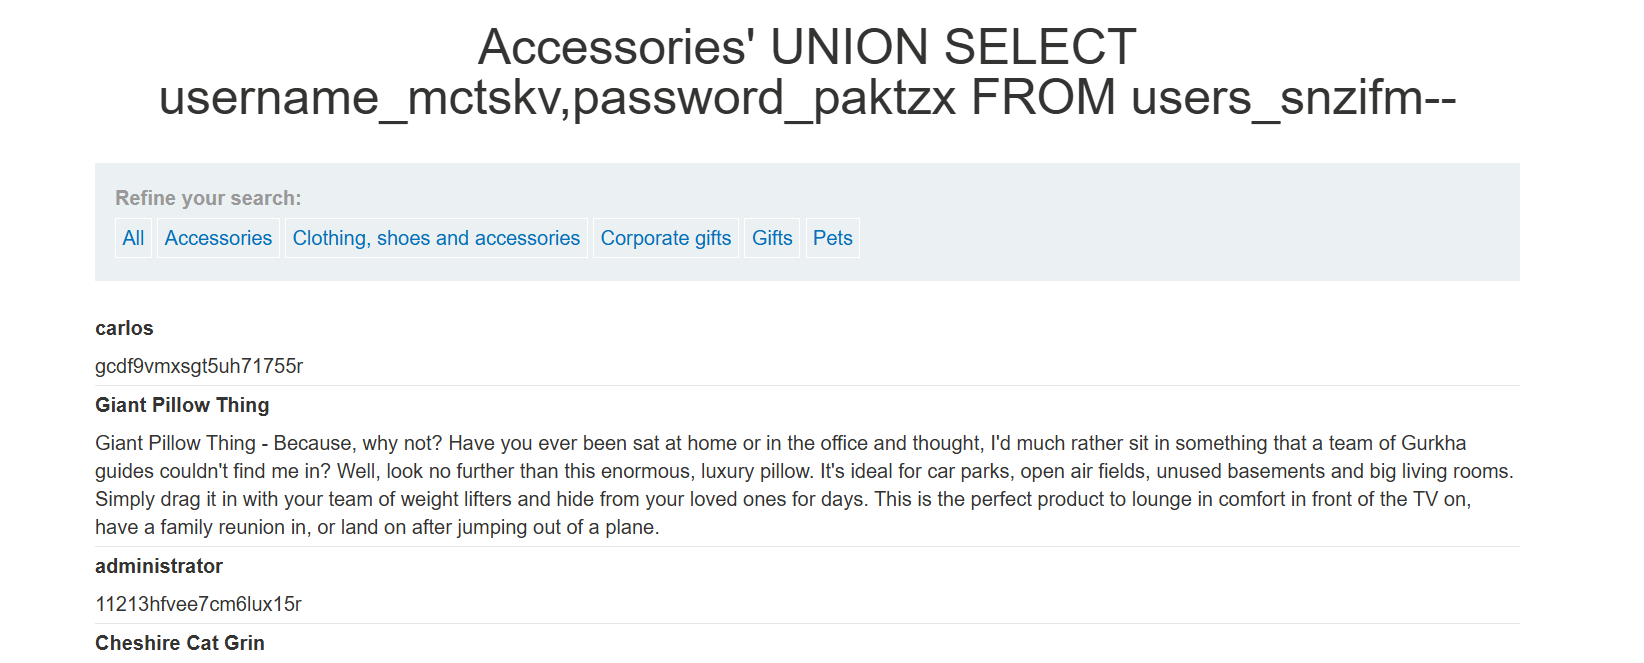 Accessories' UNION SELECT
username_mctskv,password_paktzx FROM users_snzifm--
Refine your search:
All Accessories Clothing, shoes and accessories Corporate gifts Gifts Pets
carlos
gcdf9vmxsgt5uh71755r
Giant Pillow Thing
Giant Pillow Thing - Because, why not? Have you ever been sat at home or in the office and thought, I'd much rather sit in something that a team of Gurkha
guides couldn't find me in? Well, look no further than this enormous, luxury pillow. It's ideal for car parks, open air fields, unused basements and big living rooms.
Simply drag it in with your team of weight lifters and hide from your loved ones for days. This is the perfect product to lounge in comfort in front of the TV on,
have a family reunion in, or land on after jumping out of a plane.
administrator
11213hfvee7cm6lux15r
Cheshire Cat Grin